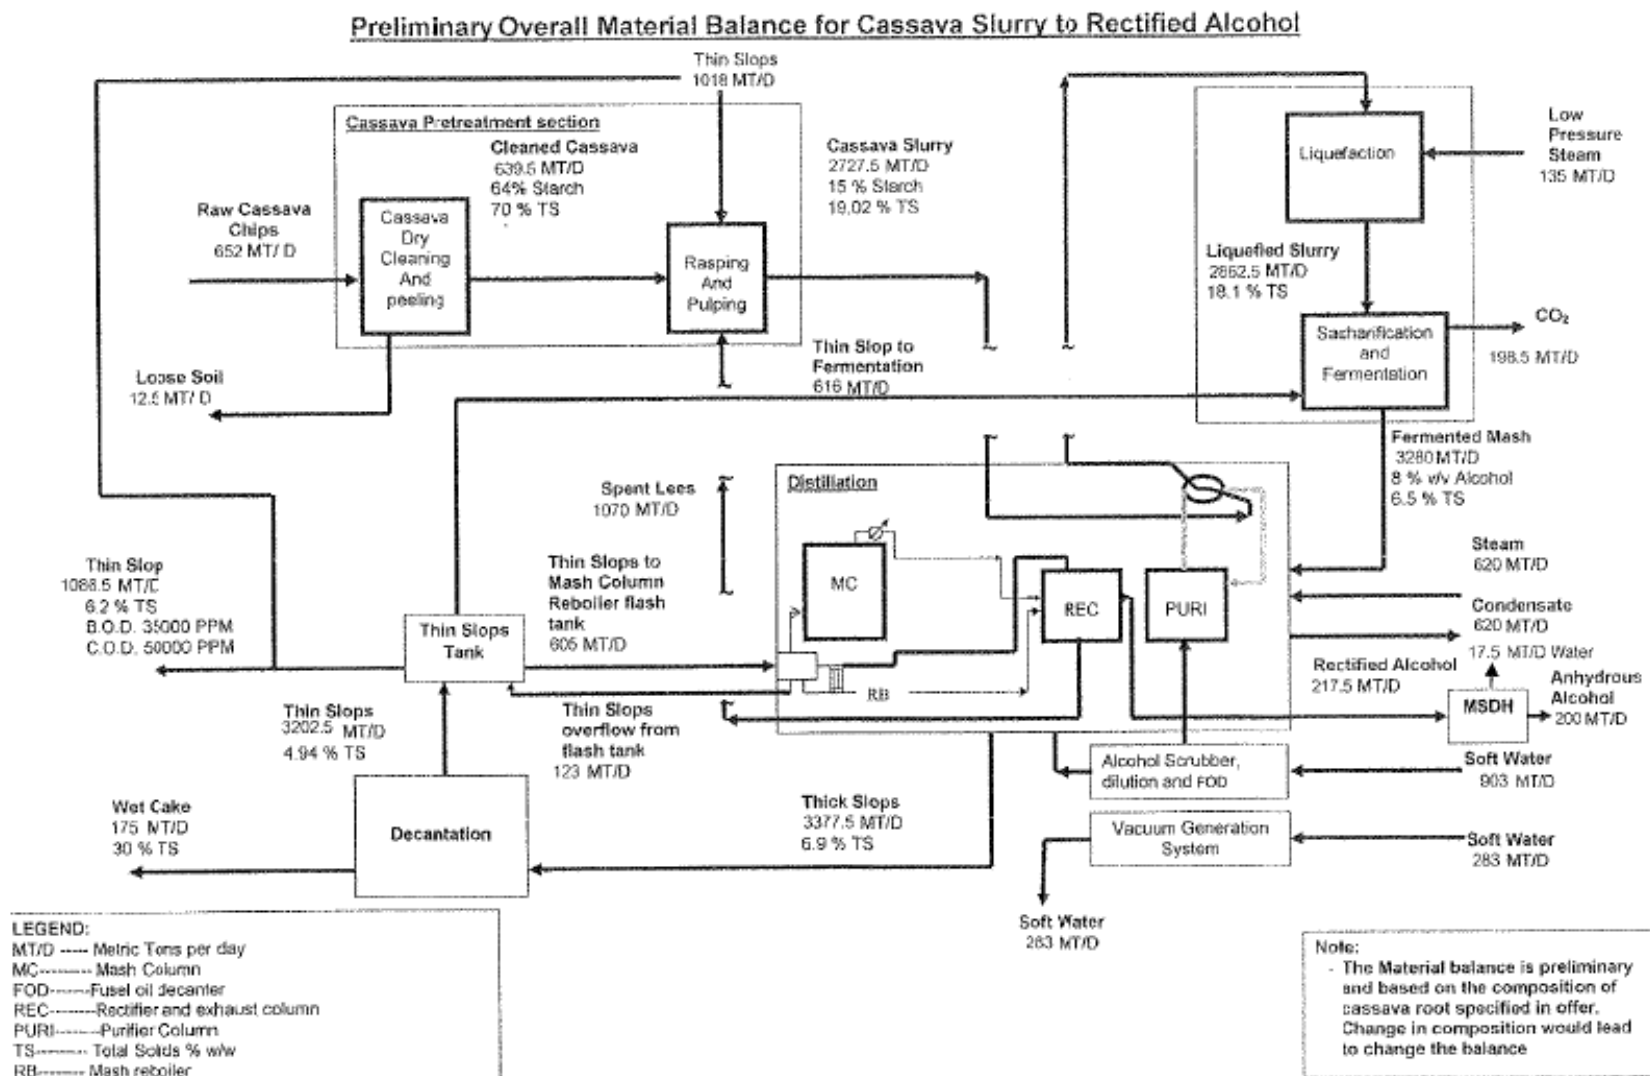 Preliminary Overall Material Balance for Cassava Slurry to Rectified Alcohol
Thin Slops
1018 MT/D
Cassava Pretreatment section
Cleaned Cassava
639.5 MT/D
64% Starch
70 % TS
Cassava Slurry
2727.5 MT/D
15 % Starch
19.02 % TS
Raw Cassava
Chips
652 MT/ D
Cassava
Dry
Cleaning
And
peeling
Rasping
And
Pulping
Loose Soil
12.5 MT/ D
Liquefaction
Low
Pressure
Steam
135 MT/D
Liquefied Slurry
2862.5 MT/D
18.1 % TS
Sacharification
and
Fermentation
CO₂
198.5 MT/D
Thin Slop to
Fermentation
616 MT/D
Fermented Mash
3280 MT/D
8 % v/v Alcohol
6.5 % TS
Spent Lees
1070 MT/D
Distillation
MC
REC
PURI
RB
Steam
620 MT/D
Condensate
620 MT/D
17.5 MT/D Water
Rectified Alcohol
217.5 MT/D
MSDH
Anhydrous
Alcohol
200 MT/D
Thin Slop
1086.5 MT/D
6.2 % TS
B.O.D. 35000 PPM
C.O.D. 50000 PPM
Thin Slops
Tank
Thin Slops to
Mash Column
Reboiler flash
tank
605 MT/D
Thin Slops
3202.5 MT/D
4.94 % TS
Thin Slops
overflow from
flash tank
123 MT/D
Alcohol Scrubber,
dilution and FOD
Soft Water
903 MT/D
Wet Cake
175 MT/D
30 % TS
Decantation
Thick Slops
3377.5 MT/D
6.9 % TS
Vacuum Generation
System
Soft Water
283 MT/D
Soft Water
283 MT/D
LEGEND:
MT/D ----- Metric Tons per day
MC--------- Mash Column
FOD-------Fusel oil decanter
REC--------Rectifier and exhaust column
PURI--------Purifier Column
TS---------- Total Solids % w/w
RB-------- Mash reboiler
Note:
- The Material balance is preliminary
and based on the composition of
cassava root specified in offer.
Change in composition would lead
to change the balance